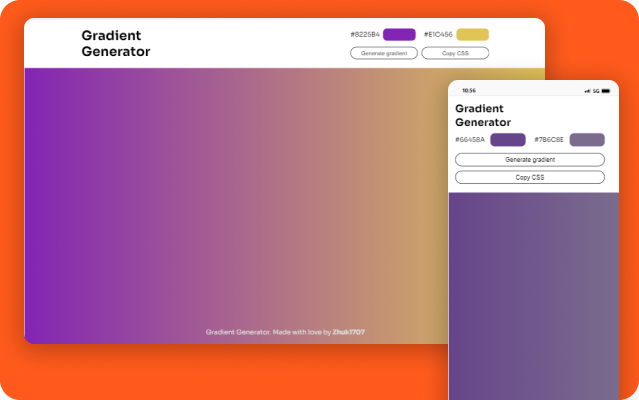 Gradient
Generator
#8225B4 #E1C456
Generate gradient Copy CSS
Gradient Generator. Made with love by Zhuk1707
10:56 5G
Gradient
Generator
#66458A #7B6C8E
Generate gradient
Copy CSS